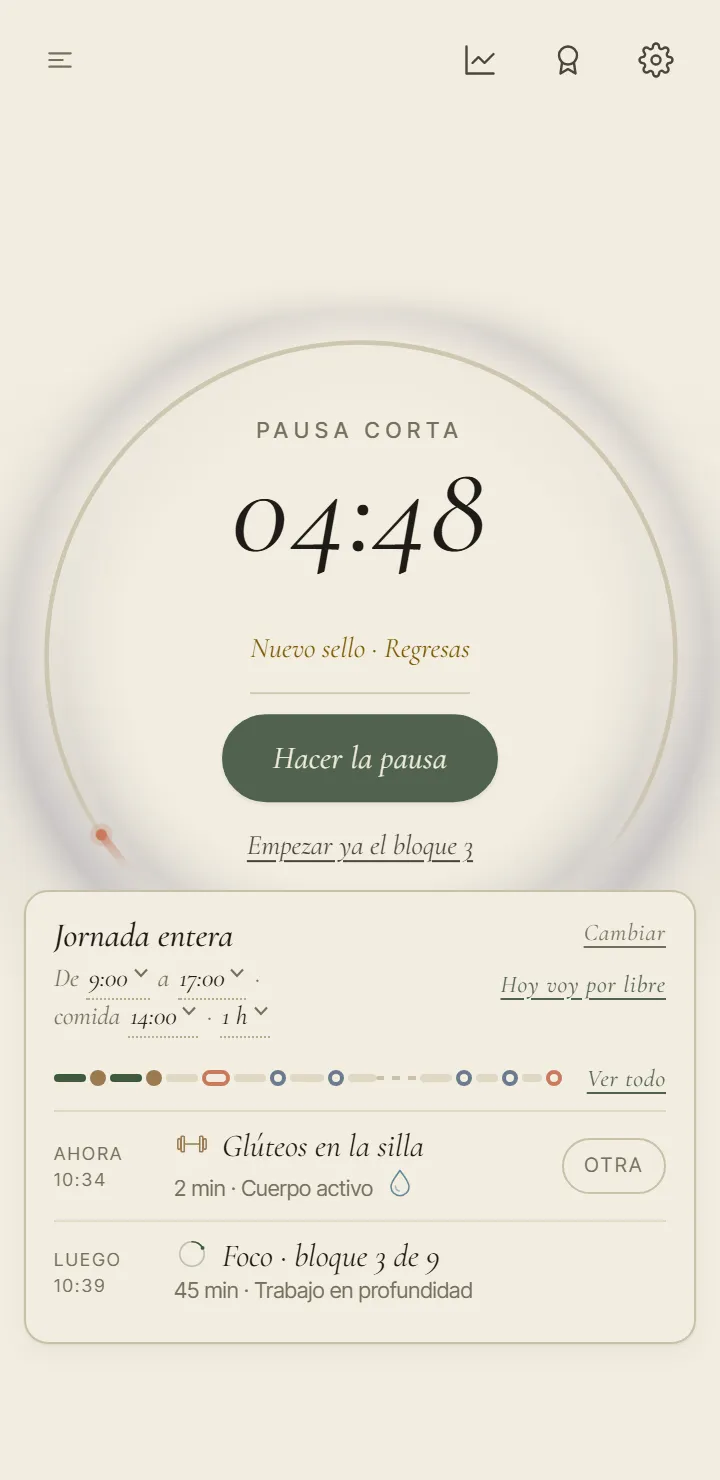 PAUSA CORTA
04:48
Nuevo sello · Regresas
Hacer la pausa
Empezar ya el bloque 3
Jornada entera
Cambiar
De 9:00 a 17:00 ·
Hoy voy por libre
comida 14:00 · 1 h
Ver todo
AHORA
10:34
Glúteos en la silla
2 min · Cuerpo activo
OTRA
LUEGO
10:39
Foco · bloque 3 de 9
45 min · Trabajo en profundidad